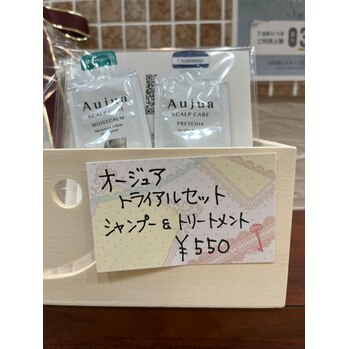 Treatment
Aujua
SCALP CARE
MOISTCALM
Aujua
SCALP CARE
PRESEDIA
オージュア
トライアルセット
シャンプー & トリートメント
¥550